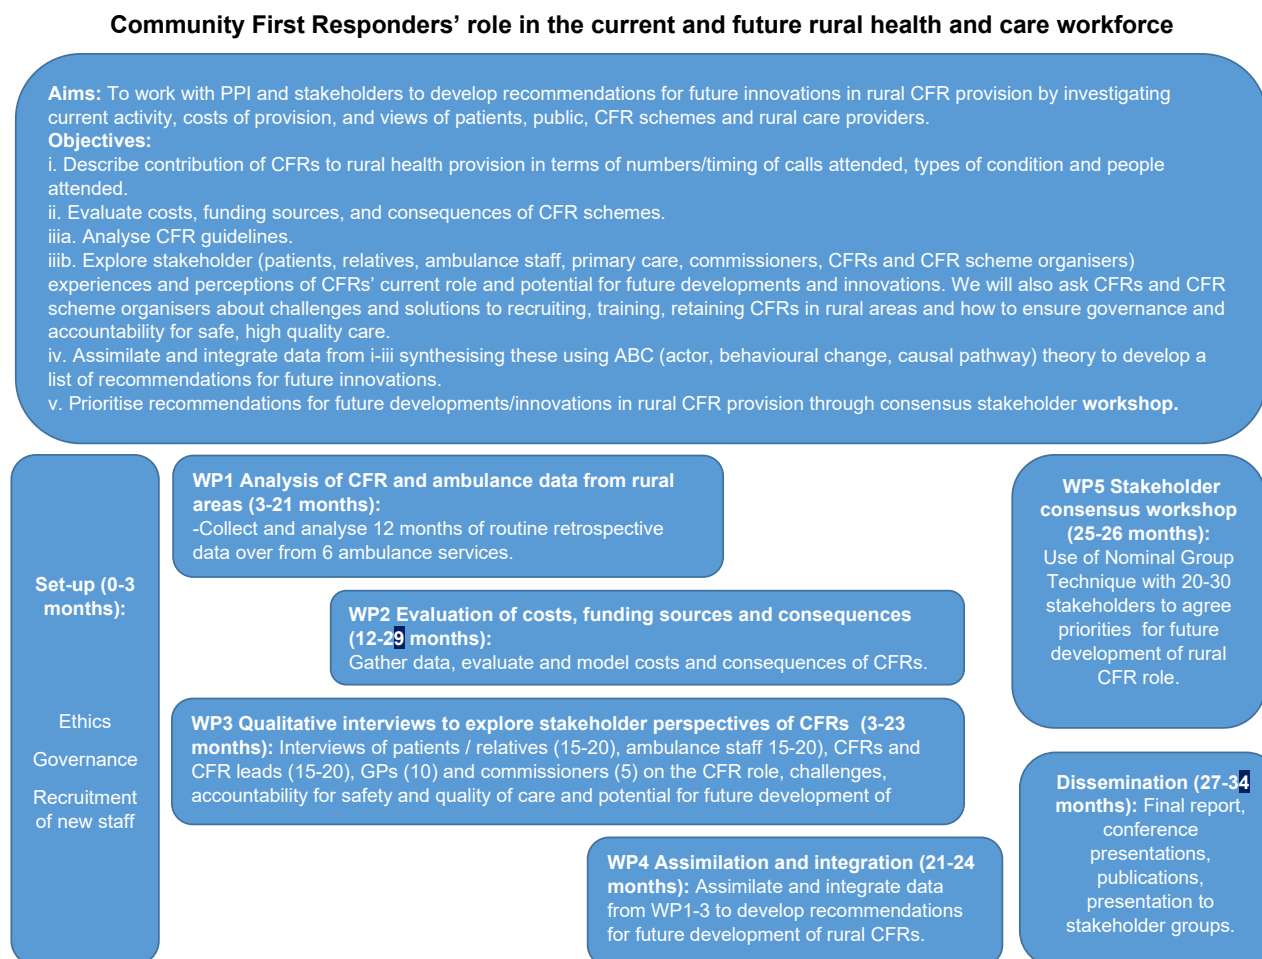 Community First Responders’ role in the current and future rural health and care workforce
Aims: To work with PPI and stakeholders to develop recommendations for future innovations in rural CFR provision by investigating
current activity, costs of provision, and views of patients, public, CFR schemes and rural care providers.
Objectives:
i. Describe contribution of CFRs to rural health provision in terms of numbers/timing of calls attended, types of condition and people
attended.
ii. Evaluate costs, funding sources, and consequences of CFR schemes.
iiia. Analyse CFR guidelines.
iiib. Explore stakeholder (patients, relatives, ambulance staff, primary care, commissioners, CFRs and CFR scheme organisers)
experiences and perceptions of CFRs’ current role and potential for future developments and innovations. We will also ask CFRs and CFR
scheme organisers about challenges and solutions to recruiting, training, retaining CFRs in rural areas and how to ensure governance and
accountability for safe, high quality care.
iv. Assimilate and integrate data from i-iii synthesising these using ABC (actor, behavioural change, causal pathway) theory to develop a
list of recommendations for future innovations.
v. Prioritise recommendations for future developments/innovations in rural CFR provision through consensus stakeholder workshop.
Set-up (0-3
months):
Ethics
Governance
Recruitment
of new staff
WP1 Analysis of CFR and ambulance data from rural
areas (3-21 months):
-Collect and analyse 12 months of routine retrospective
data over from 6 ambulance services.
WP2 Evaluation of costs, funding sources and consequences
(12-29 months):
Gather data, evaluate and model costs and consequences of CFRs.
WP3 Qualitative interviews to explore stakeholder perspectives of CFRs (3-23
months): Interviews of patients / relatives (15-20), ambulance staff 15-20), CFRs and
CFR leads (15-20), GPs (10) and commissioners (5) on the CFR role, challenges,
accountability for safety and quality of care and potential for future development of
WP4 Assimilation and integration (21-24
months): Assimilate and integrate data
from WP1-3 to develop recommendations
for future development of rural CFRs.
WP5 Stakeholder
consensus workshop
(25-26 months):
Use of Nominal Group
Technique with 20-30
stakeholders to agree
priorities for future
development of rural
CFR role.
Dissemination (27-34
months): Final report,
conference
presentations,
publications,
presentation to
stakeholder groups.